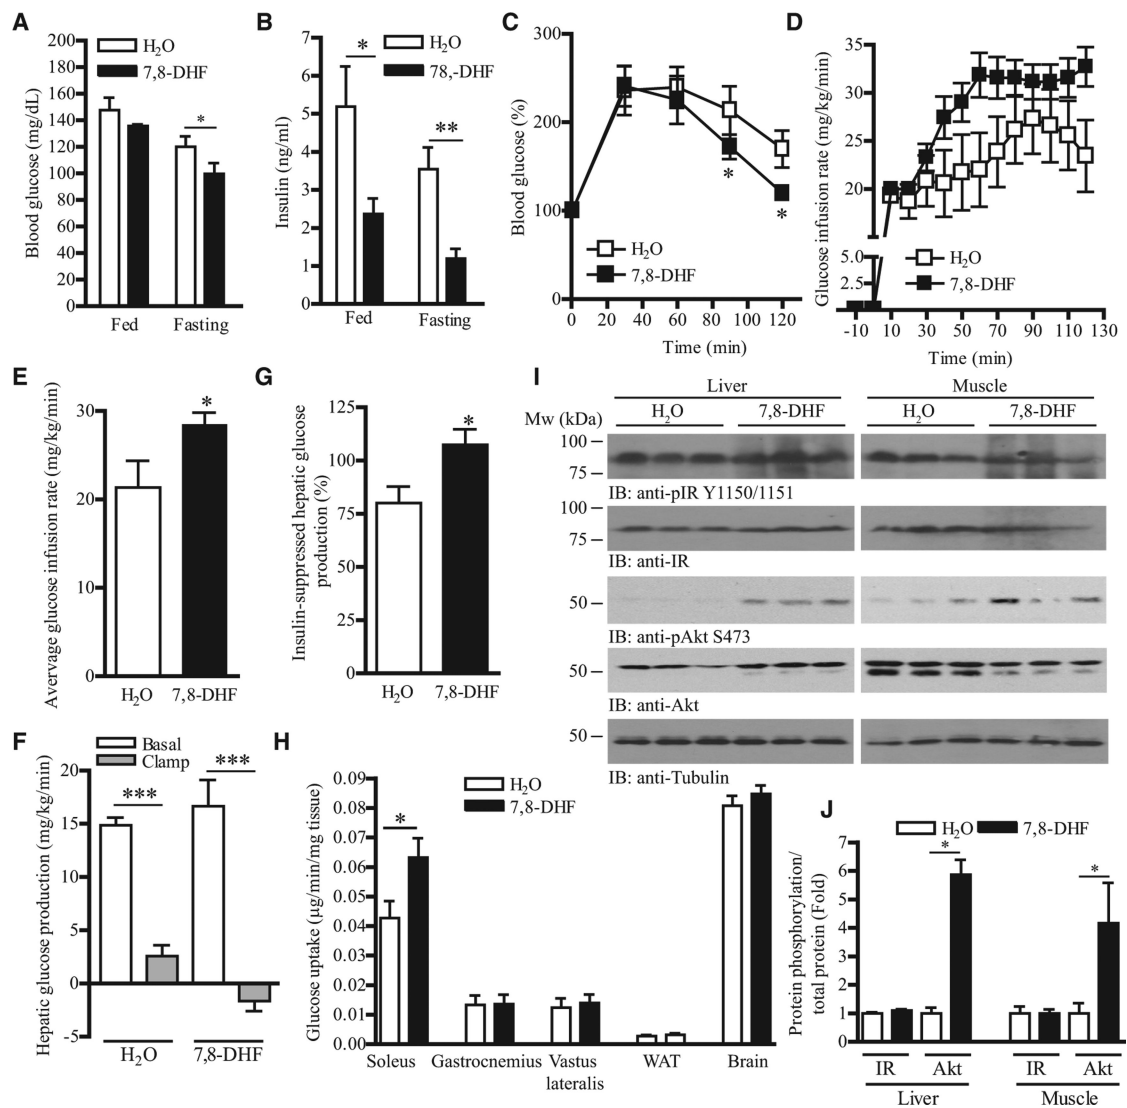 A
200
180
160
140
120
100
80
60
40
20
0
Blood glucose (mg/dL)
H2O
7,8-DHF
*
Fed
Fasting
B
7
6
5
4
3
2
1
0
Insulin (ng/ml)
H2O
78,-DHF
*
**
Fed
Fasting
C
300
200
100
0
Blood glucose (%)
*
*
H2O
7,8-DHF
0 20 40 60 80 100 120
Time (min)
D
35
30
25
20
5.0
2.5
Glucose infusion rate (mg/kg/min)
H2O
7,8-DHF
-10 10 30 50 70 90 110 130
Time (min)
E
30
20
10
0
Avervage glucose infusion rate (mg/kg/min)
*
H2O
7,8-DHF
G
125
100
75
50
25
0
Insulin-suppressed hepatic glucose
production (%)
*
H2O
7,8-DHF
I
Liver
Muscle
H2O
7,8-DHF
H2O
7,8-DHF
Mw (kDa)
100
75
IB: anti-pIR Y1150/1151
100
75
IB: anti-IR
50
IB: anti-pAkt S473
50
IB: anti-Akt
50
IB: anti-Tubulin
F
Basal
Clamp
20
15
10
5
0
-5
Hepatic glucose production (mg/kg/min)
***
***
H2O
7,8-DHF
H
0.09
0.08
0.07
0.06
0.05
0.04
0.03
0.02
0.01
0.00
Glucose uptake (µg/min/mg tissue)
H2O
7,8-DHF
*
Soleus
Gastrocnemius
Vastus
lateralis
WAT
Brain
J
H2O
7,8-DHF
7
6
5
4
2
1
0
Protein phosphorylation/
total protein (Fold)
*
*
IR
Akt
IR
Akt
Liver
Muscle